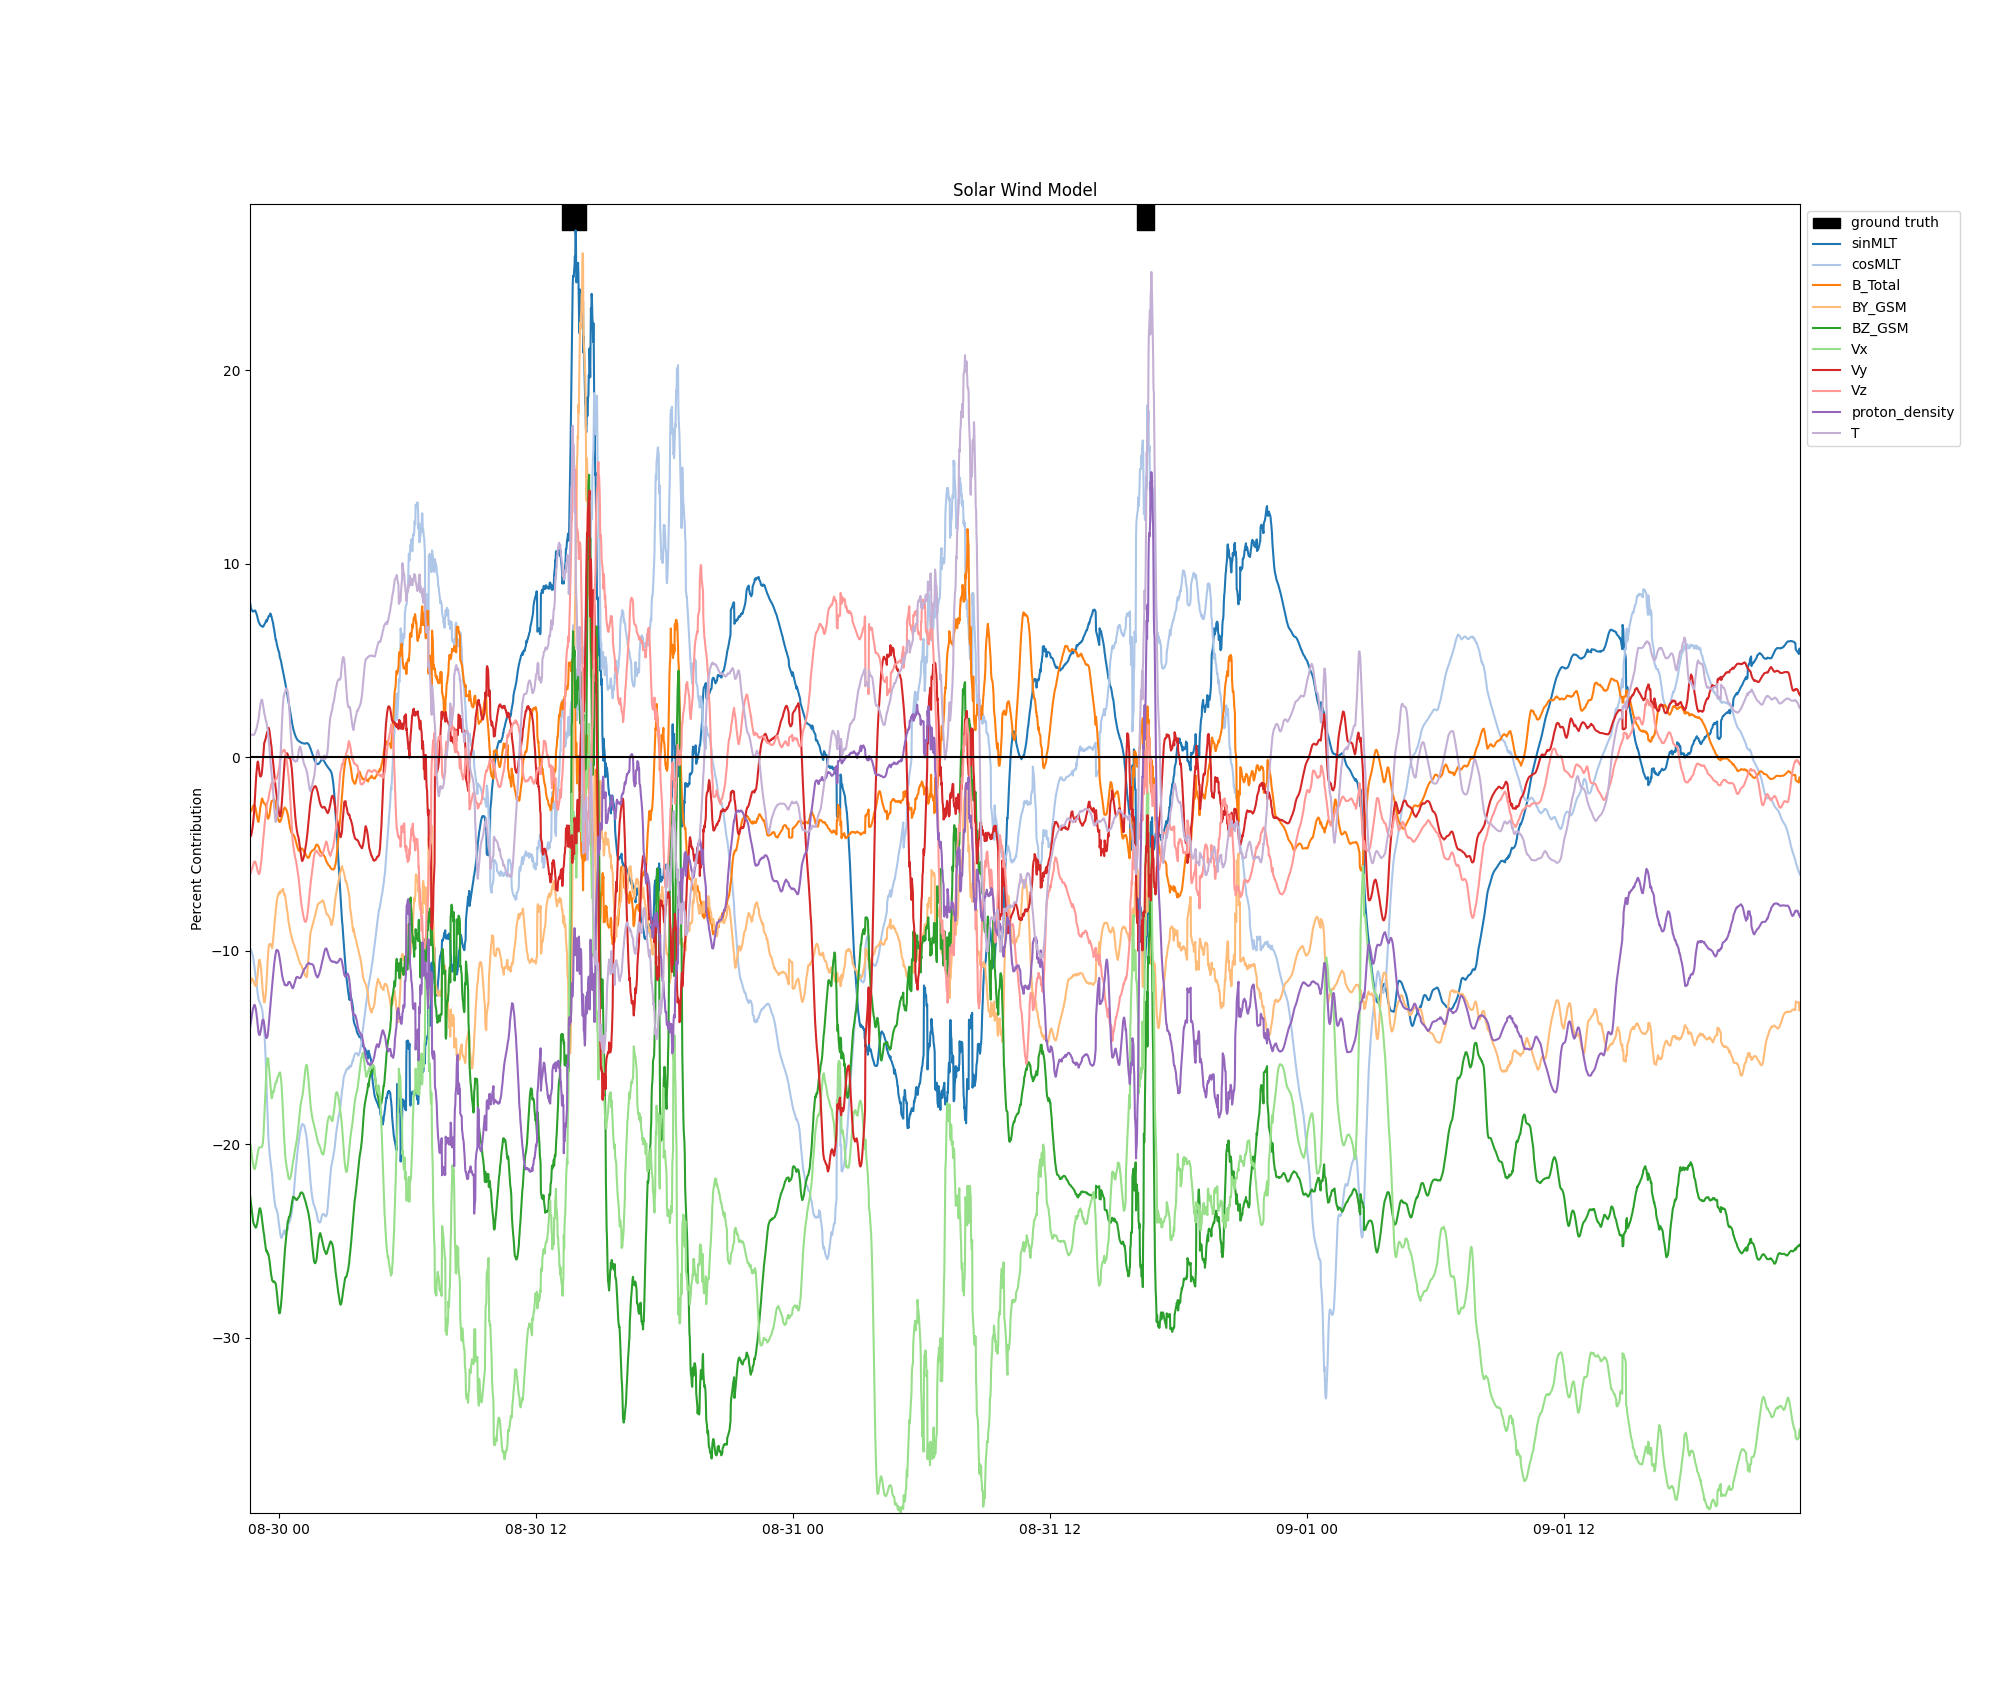 Solar Wind Model
Percent Contribution
20
10
0
−10
−20
−30
08-30 00
08-30 12
08-31 00
08-31 12
09-01 00
09-01 12
ground truth
sinMLT
cosMLT
B_Total
BY_GSM
BZ_GSM
Vx
Vy
Vz
proton_density
T